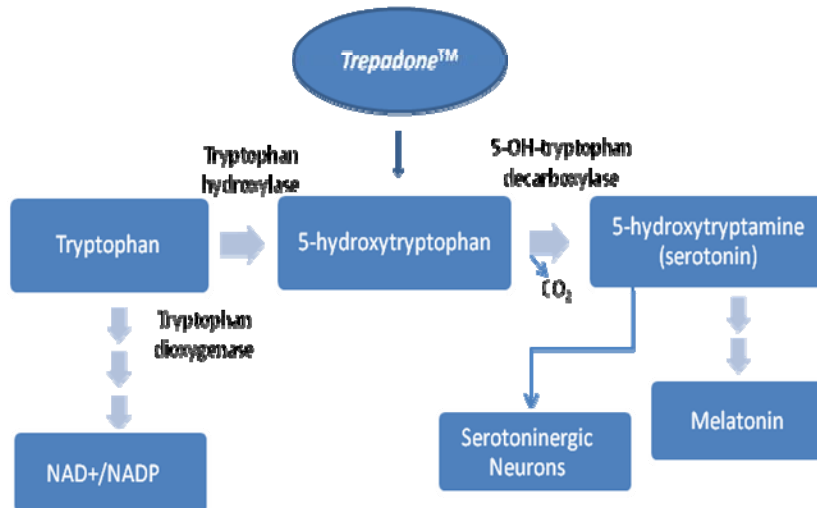 Trepadone™
Tryptophan
hydroxylase
5-OH-tryptophan
decarboxylase
Tryptophan
5-hydroxytryptophan
5-hydroxytryptamine
(serotonin)
CO₂
Tryptophan
dioxygenase
NAD+/NADP
Serotoninergic
Neurons
Melatonin